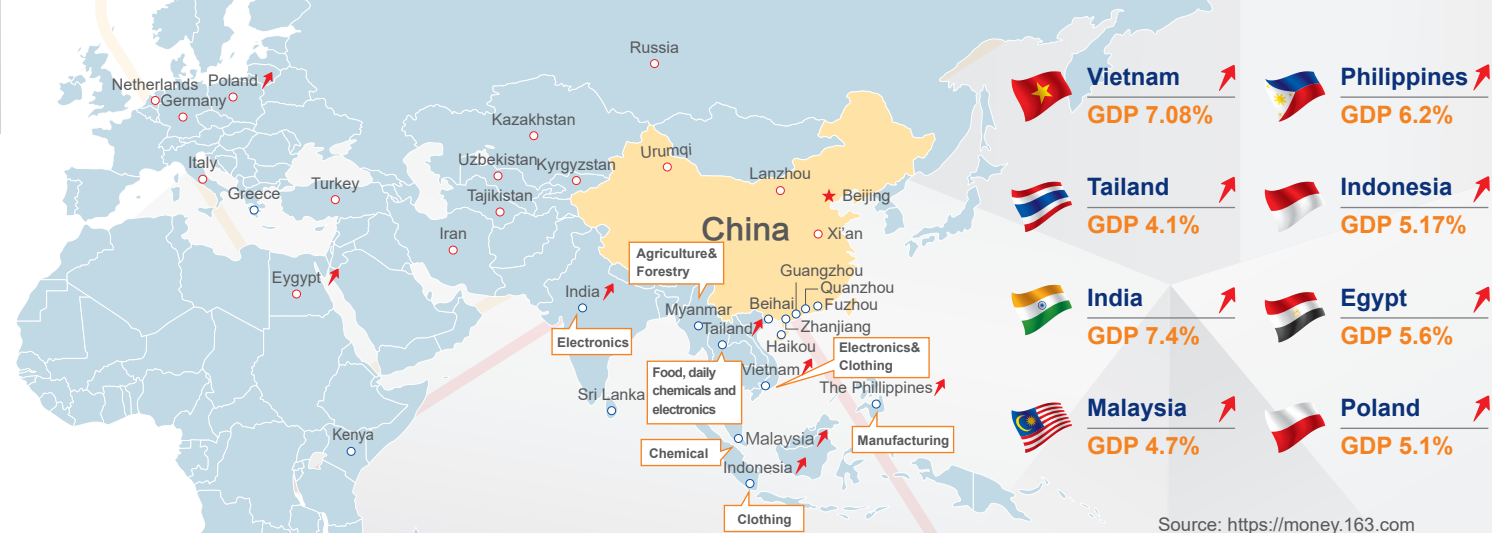 Russia
Netherlands
Poland
Germany
Kazakhstan
Italy
Greece
Turkey
Uzbekistan
Kyrgyzstan
Tajikistan
Urumqi
Lanzhou
Beijing
China
Xi'an
Iran
Eygypt
Agriculture&
Forestry
India
Electronics
Myanmar
Tailand
Guangzhou
Quanzhou
Beihai
Fuzhou
Zhanjiang
Haikou
Electronics&
Clothing
Vietnam
Food, daily
chemicals and
electronics
Sri Lanka
The Phillippines
Manufacturing
Kenya
Malaysia
Chemical
Indonesia
Clothing
Vietnam
GDP 7.08%
Philippines
GDP 6.2%
Tailand
GDP 4.1%
Indonesia
GDP 5.17%
India
GDP 7.4%
Egypt
GDP 5.6%
Malaysia
GDP 4.7%
Poland
GDP 5.1%
Source: https://money.163.com